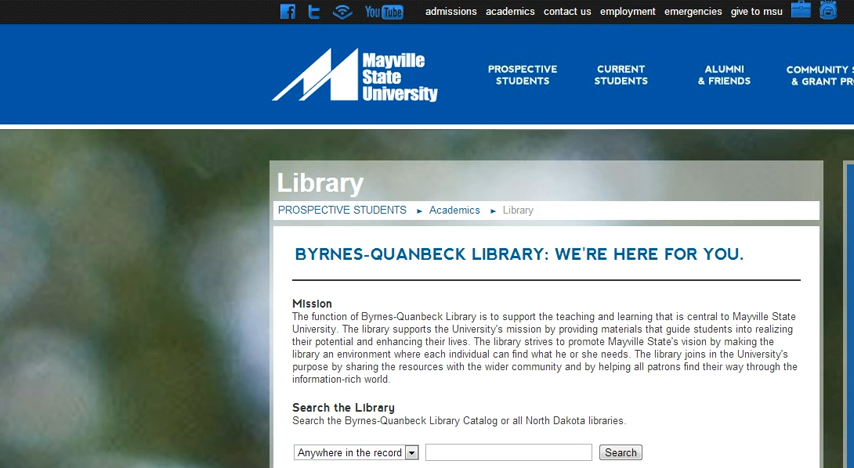 You Tube
admissions academics contact us employment emergencies give to msu
Mayville
State
University
PROSPECTIVE
STUDENTS
CURRENT
STUDENTS
ALUMNI
& FRIENDS
COMMUNITY
& GRANT
Library
PROSPECTIVE STUDENTS ► Academics ► Library
BYRNES-QUANBECK LIBRARY: WE'RE HERE FOR YOU.
Mission
The function of Byrnes-Quanbeck Library is to support the teaching and learning that is central to Mayville State
University. The library supports the University's mission by providing materials that guide students into realizing
their potential and enhancing their lives. The library strives to promote Mayville State's vision by making the
library an environment where each individual can find what he or she needs. The library joins in the University's
purpose by sharing the resources with the wider community and by helping all patrons find their way through the
information-rich world.
Search the Library
Search the Byrnes-Quanbeck Library Catalog or all North Dakota libraries.
Anywhere in the record Search